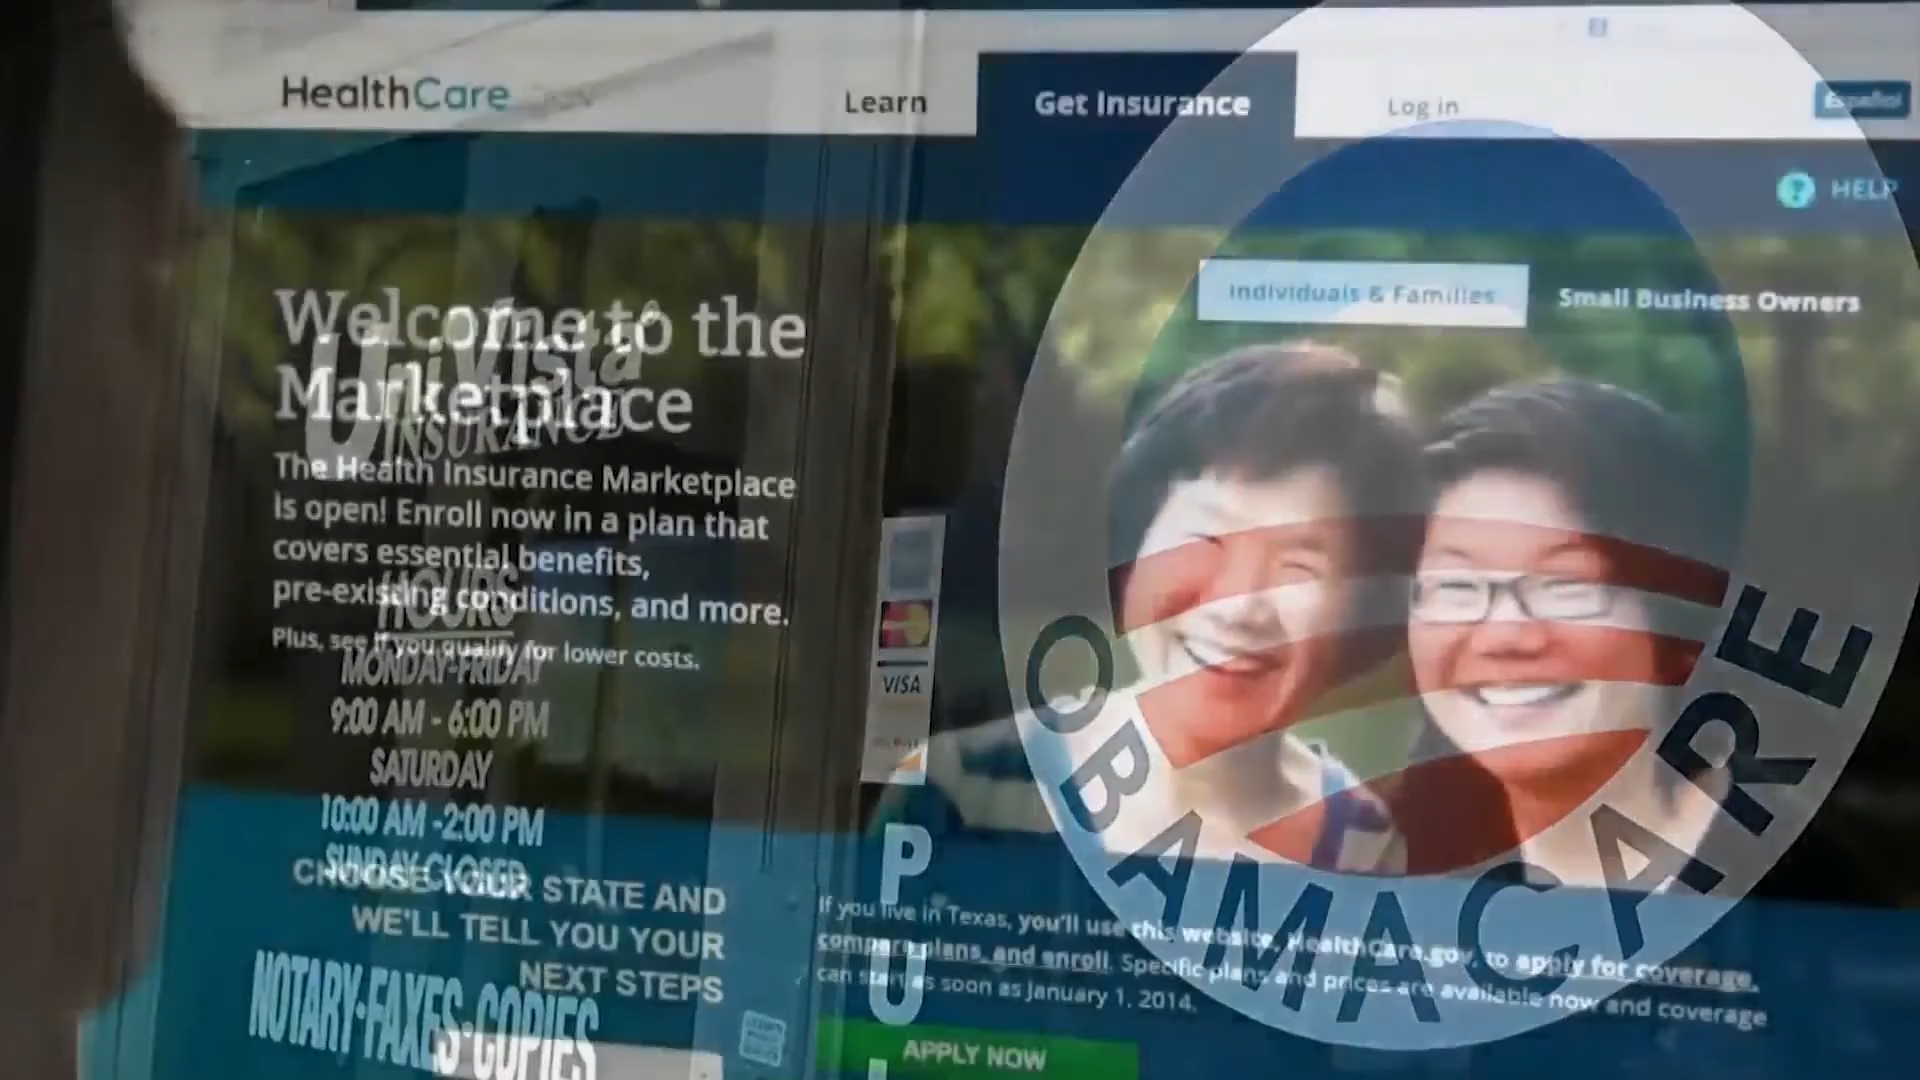 HealthCare.gov
Learn
Get Insurance
Log in
Español
HELP
Individuals & Families
Small Business Owners
Welcome to the
Marketplace
UniVista
INSURANCE
The Health Insurance Marketplace
is open! Enroll now in a plan that
covers essential benefits,
pre-existing conditions, and more.
Plus, see if you qualify for lower costs.
HOURS
MONDAY-FRIDAY
9:00 AM - 6:00 PM
SATURDAY
10:00 AM -2:00 PM
SUNDAY CLOSED
VISA
CHOOSE YOUR STATE AND
WE'LL TELL YOU YOUR
NEXT STEPS
NOTARY·FAXES·COPIES
P
U
If you live in Texas, you'll use this website, HealthCare.gov, to apply for coverage,
compare plans, and enroll. Specific plans and prices are available now and coverage
can start as soon as January 1, 2014.
APPLY NOW
OBAMACARE